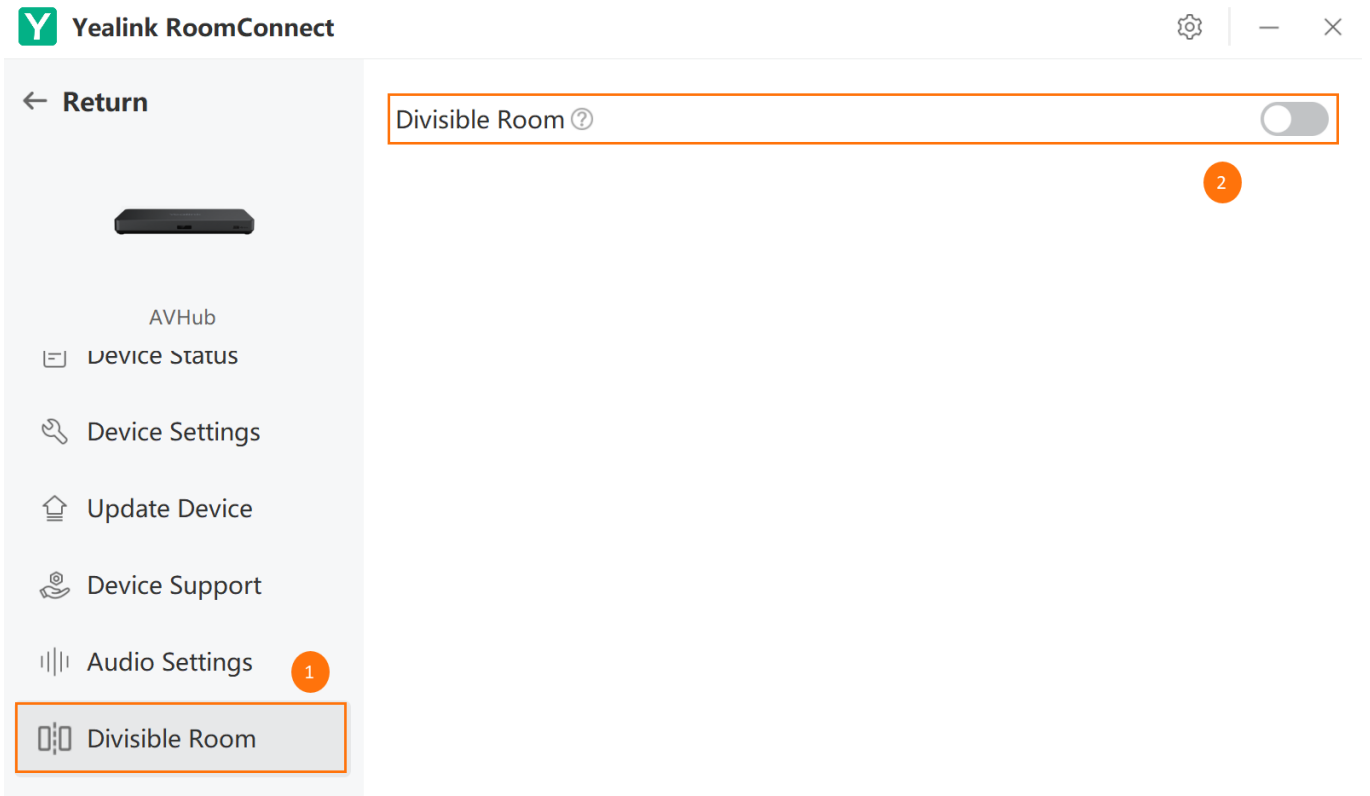 Yealink RoomConnect
Return
Divisible Room
2
AVHub
Device Status
Device Settings
Update Device
Device Support
Audio Settings
1
Divisible Room